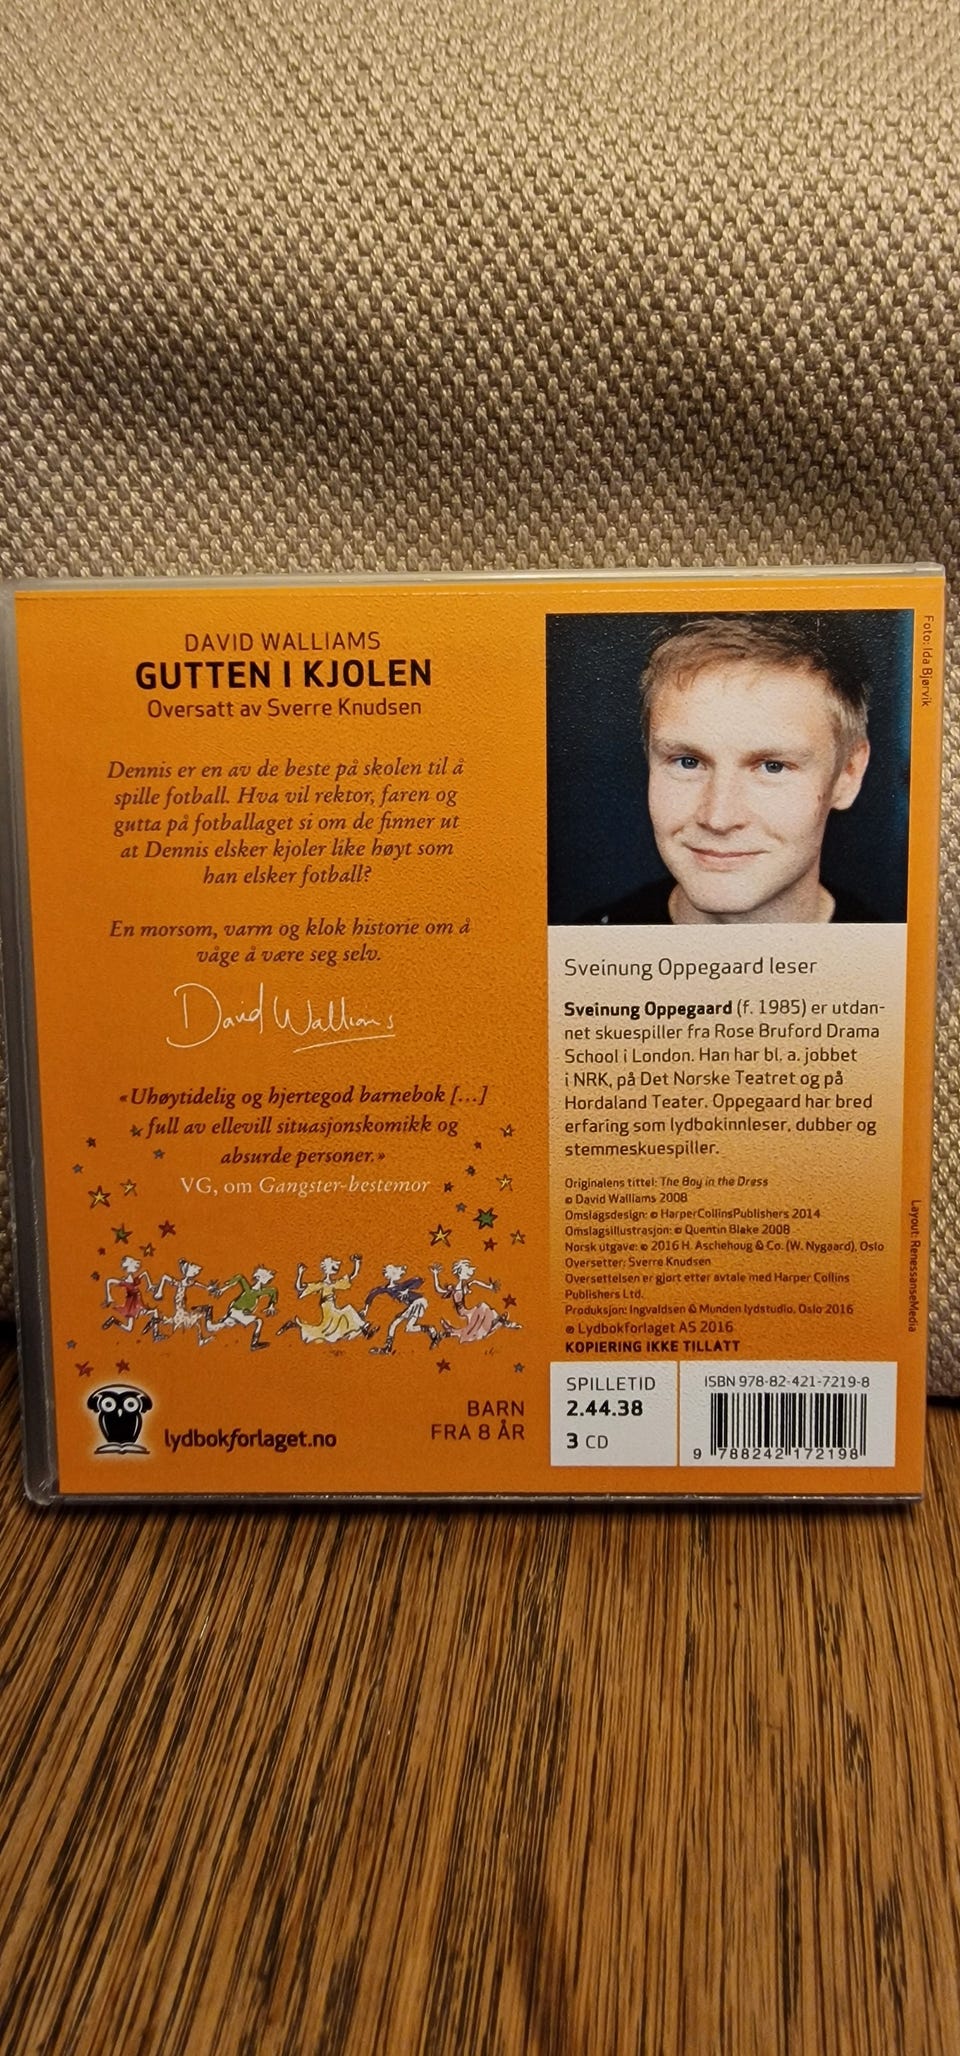 DAVID WALLIAMS
GUTTEN I KJOLEN
Oversatt av Sverre Knudsen
Dennis er en av de beste på skolen til å
spille fotball. Hva vil rektor, faren og
gutta på fotballaget si om de finner ut
at Dennis elsker kjoler like høyt som
han elsker fotball?
En morsom, varm og klok historie om å
våge å være seg selv.
David Walliams
«Uhøytidelig og hjertegod barnebok [...]
full av ellevill situasjonskomikk og
absurde personer.»
VG, om Gangster-bestemor
lydbokforlaget.no
BARN
FRA 8 ÅR
Foto: Ida Bjørvik
Sveinung Oppegaard leser
Sveinung Oppegaard (f. 1985) er utdan-
net skuespiller fra Rose Bruford Drama
School i London. Han har bl. a. jobbet
i NRK, på Det Norske Teatret og på
Hordaland Teater. Oppegaard har bred
erfaring som lydbokinnleser, dubber og
stemmeskuespiller.
Originalens tittel: The Boy in the Dress
© David Walliams 2008
Omslagsdesign: © HarperCollinsPublishers 2014
Omslagsillustrasjon: © Quentin Blake 2008
Norsk utgave: © 2016 H. Aschehoug & Co. (W. Nygaard), Oslo
Oversetter: Sverre Knudsen
Oversettelsen er gjort etter avtale med Harper Collins
Publishers Ltd.
Produksjon: Ingvaldsen & Munden lydstudio, Oslo 2016
℗ Lydbokforlaget AS 2016
KOPIERING IKKE TILLATT
Layout: RenessanseMedia
SPILLETID
2.44.38
3 CD
ISBN 978-82-421-7219-8
9 788242 172198